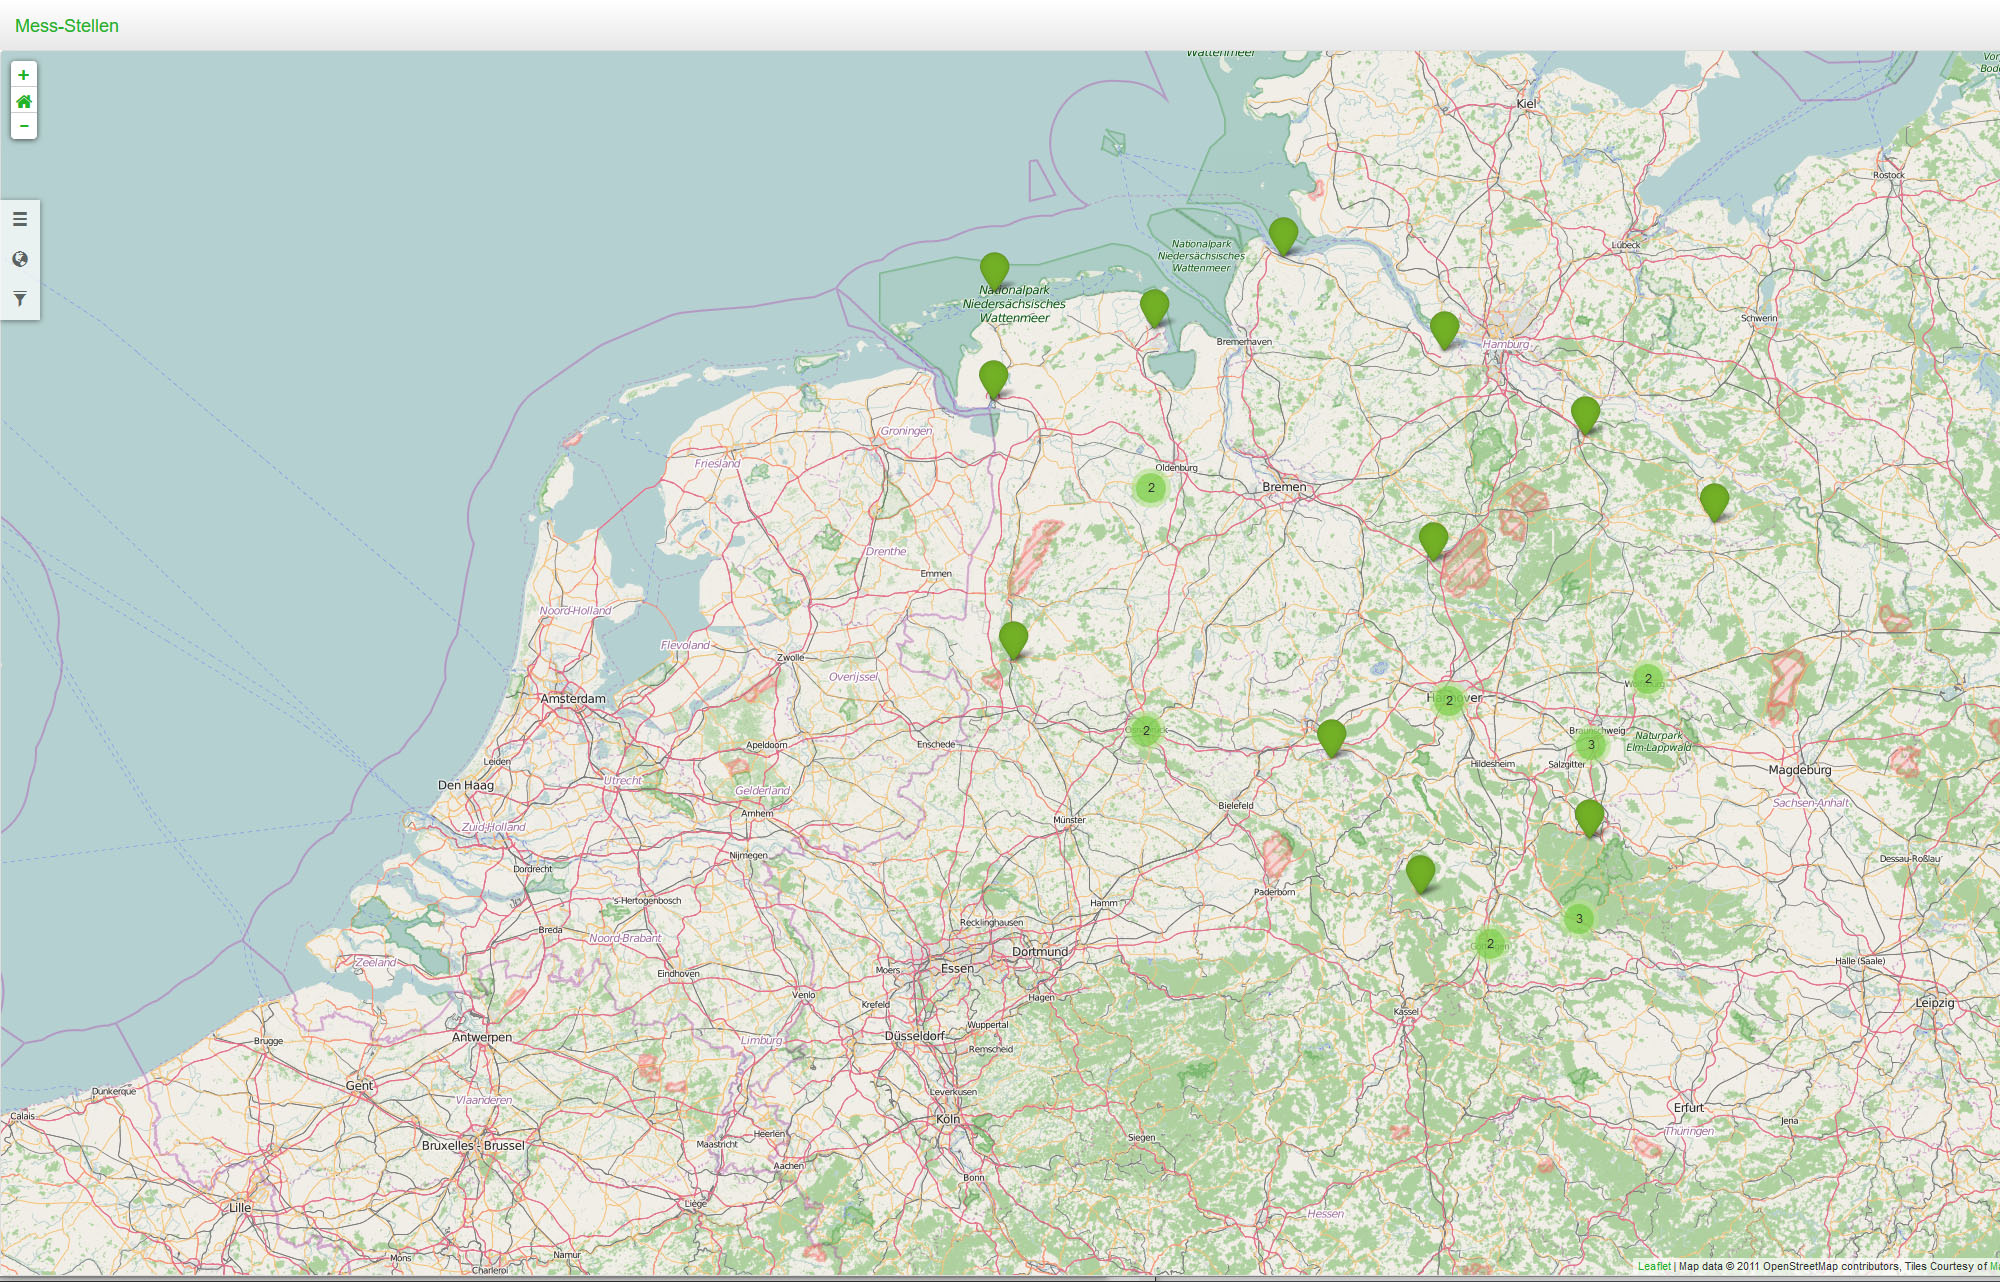 Mess-Stellen
Wattenmeer
Kiel
Rostock
Nationalpark
Niedersächsisches
Wattenmeer
Lübeck
Nationalpark
Niedersächsisches
Wattenmeer
Schwerin
Bremerhaven
Hamburg
Groningen
Friesland
Oldenburg
2
Bremen
Drenthe
Emmen
Noord-Holland
Flevoland
Zwolle
Overijssel
2
Amsterdam
2
Braunschweig
2
Naturpark
Elm-Lappwald
3
Apeldoorn
Enschede
Leiden
Hildesheim
Salzgitter
Magdeburg
Utrecht
Den Haag
Gelderland
Sachsen-Anhalt
Bielefeld
Arnhem
Münster
Zuid-Holland
Nijmegen
Dessau-Roßlau
Dordrecht
Paderborn
's-Hertogenbosch
Hamm
Recklinghausen
3
Breda
Noord-Brabant
2
Dortmund
Zeeland
Essen
Moers
Halle (Saale)
Eindhoven
Venlo
Hagen
Krefeld
Leipzig
Kassel
Wuppertal
Düsseldorf
Antwerpen
Brugge
Limburg
Remscheid
Gent
Dunkerque
Leverkusen
Vlaanderen
Erfurt
Calais
Köln
Jena
Thüringen
Heerlen
Siegen
Bruxelles - Brussel
Maastricht
Aachen
Bonn
Liège
Lille
Hessen
Namur
Mons
Charleroi
Leaflet | Map data © 2011 OpenStreetMap contributors, Tiles Courtesy of